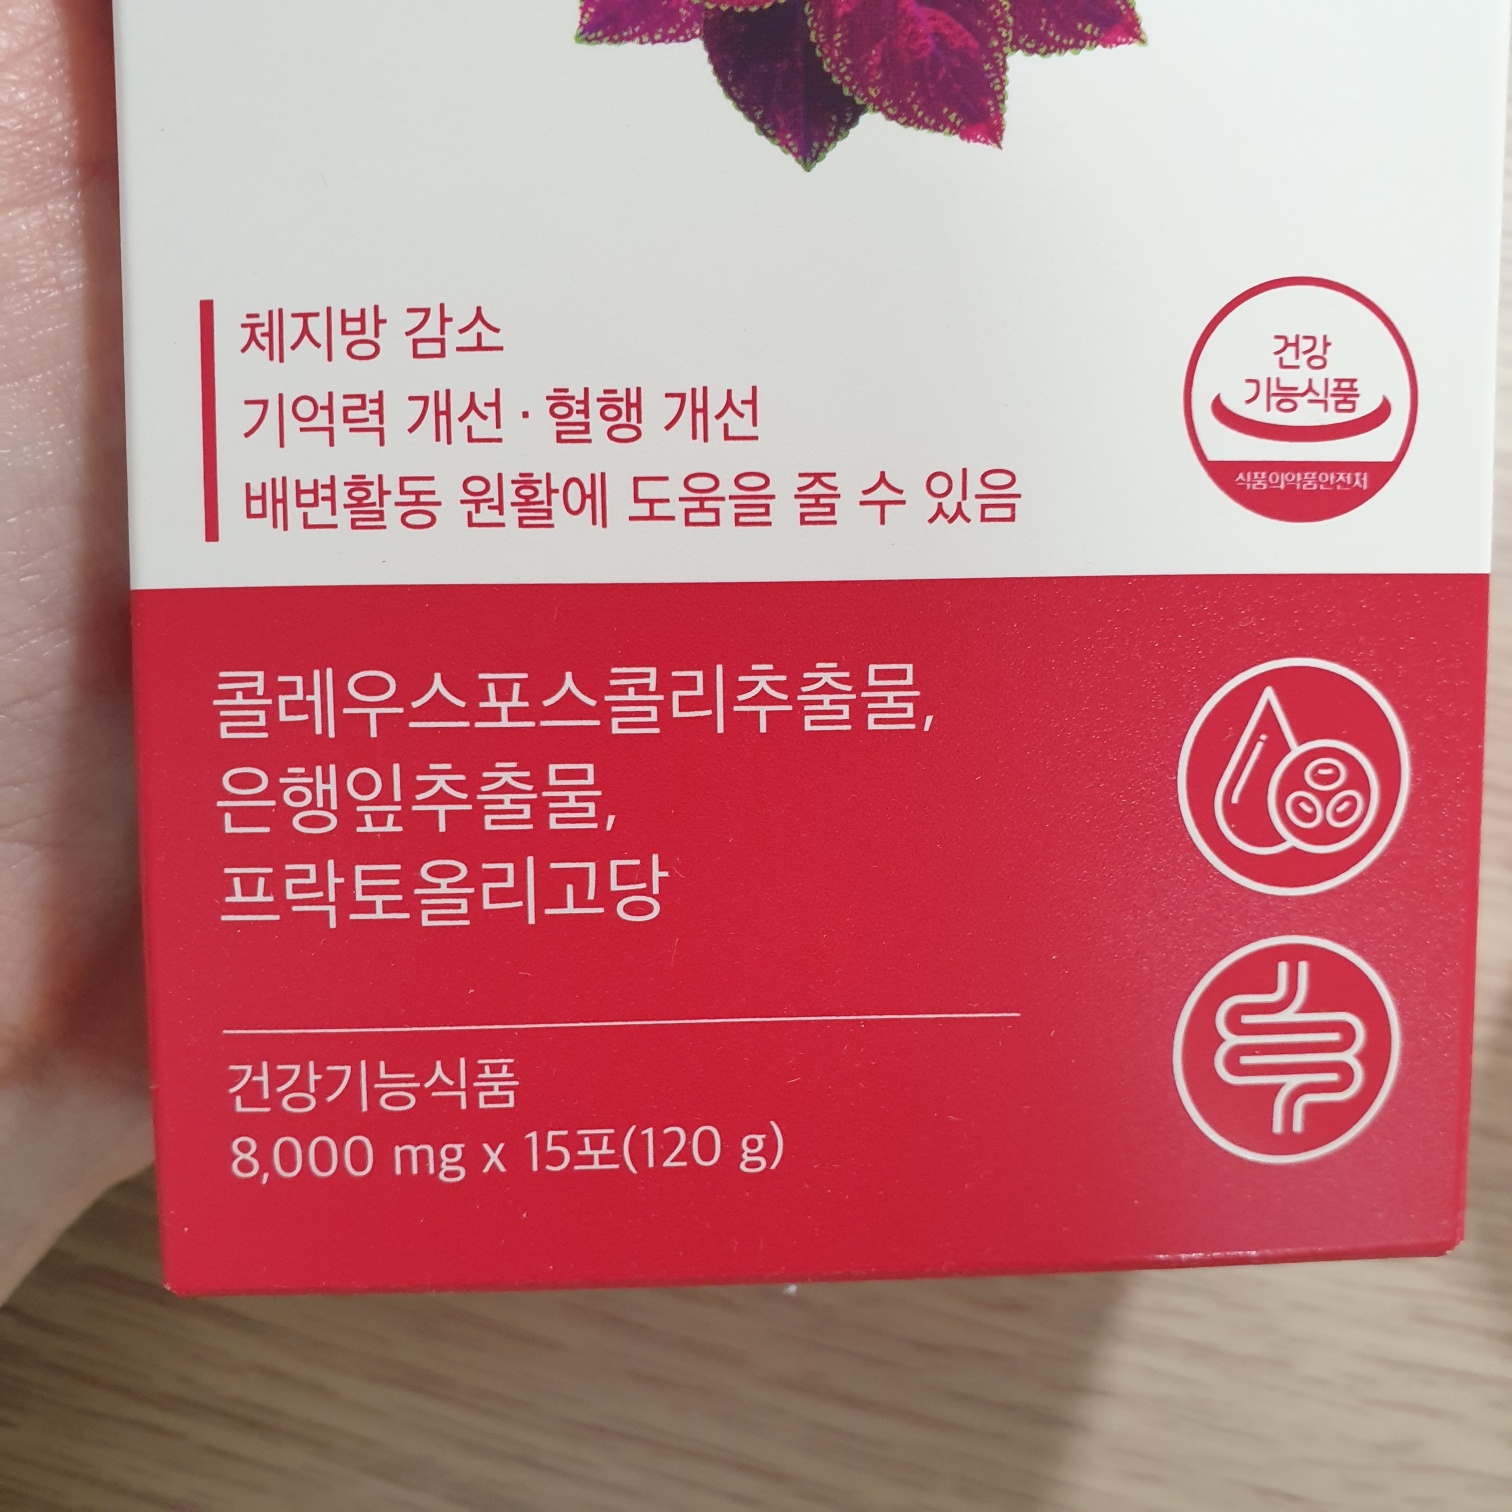 체지방 감소
기억력 개선·혈행 개선
배변활동 원활에 도움을 줄 수 있음
건강
기능식품
식품의약품안전처
콜레우스포스콜리추출물,
은행잎추출물,
프락토올리고당
건강기능식품
8,000 mg x 15포(120 g)